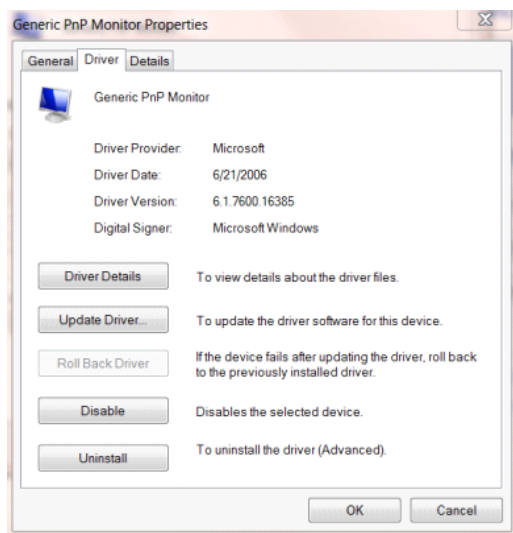 Generic PnP Monitor Properties
General Driver Details
Generic PnP Monitor
Driver Provider: Microsoft
Driver Date: 6/21/2006
Driver Version: 6.1.7600.16385
Digital Signer: Microsoft Windows
Driver Details To view details about the driver files.
Update Driver... To update the driver software for this device.
Roll Back Driver If the device fails after updating the driver, roll back
to the previously installed driver.
Disable Disables the selected device.
Uninstall To uninstall the driver (Advanced).
OK Cancel